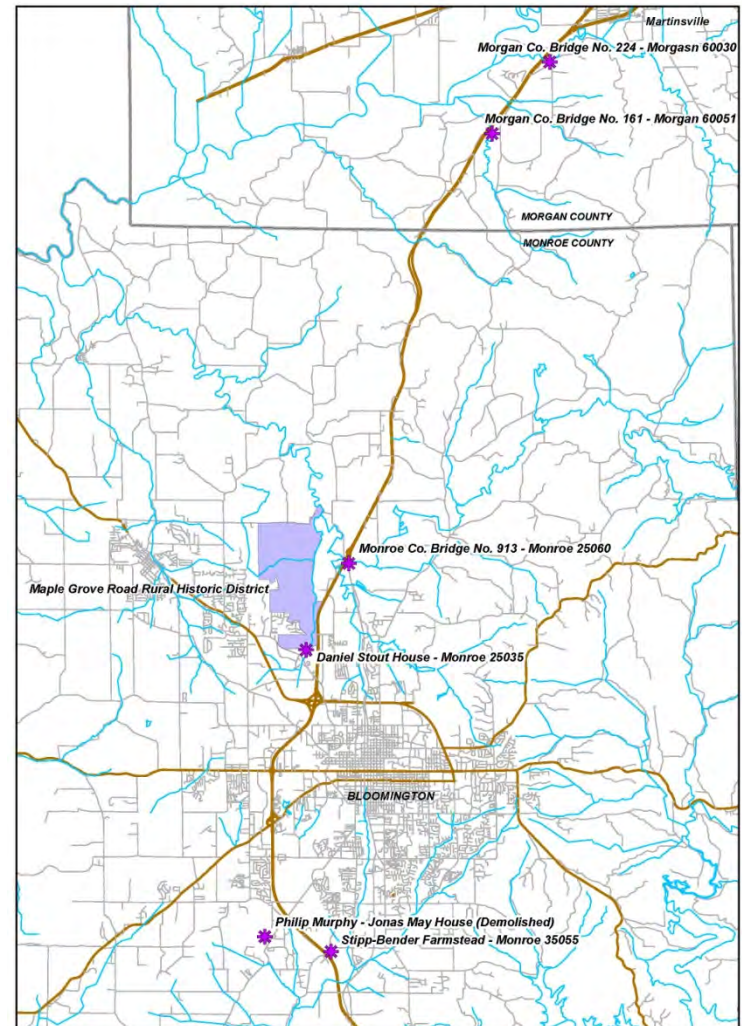 Martinsville
Morgan Co. Bridge No. 224 - Morgasn 60030
Morgan Co. Bridge No. 161 - Morgan 60051
MORGAN COUNTY
MONROE COUNTY
Monroe Co. Bridge No. 913 - Monroe 25060
Maple Grove Road Rural Historic District
Daniel Stout House - Monroe 25035
BLOOMINGTON
Philip Murphy - Jonas May House (Demolished)
Stipp-Bender Farmstead - Monroe 35055